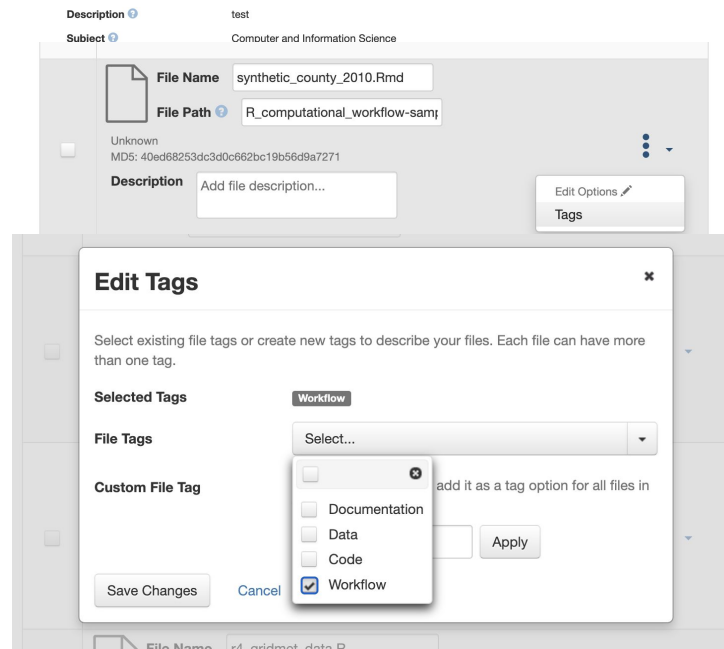 Description ? test
Subject ? Computer and Information Science
File Name synthetic_county_2010.Rmd
File Path ? R_computational_workflow-samp
Unknown
MD5: 40ed68253dc3d0c662bc19b56d9a7271
Description Add file description...
Edit Options
Tags
Edit Tags
Select existing file tags or create new tags to describe your files. Each file can have more
than one tag.
Selected Tags Workflow
File Tags Select...
Custom File Tag add it as a tag option for all files in
Documentation
Data
Code
Workflow
Apply
Save Changes Cancel
File Name r4_gridmet_data.R